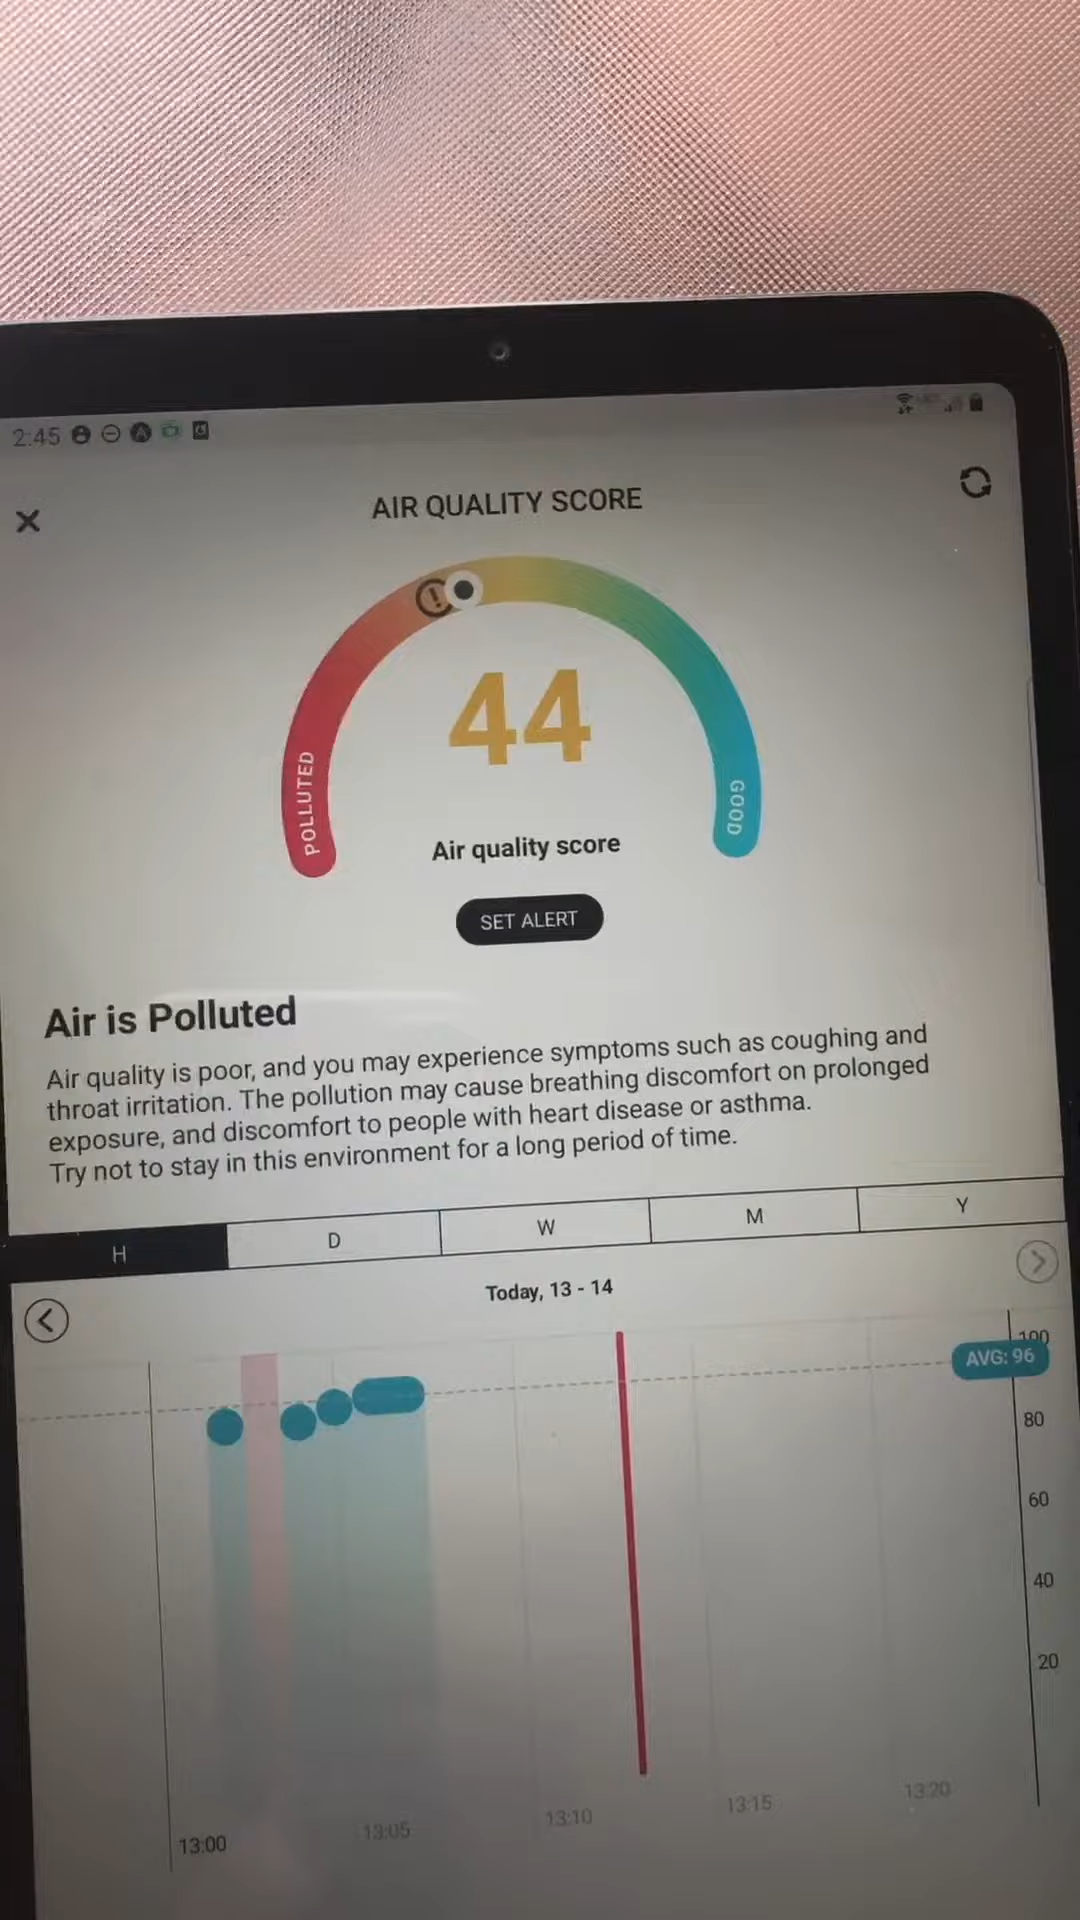 2:45
AIR QUALITY SCORE
POLLUTED
GOOD
44
Air quality score
SET ALERT
Air is Polluted
Air quality is poor, and you may experience symptoms such as coughing and
throat irritation. The pollution may cause breathing discomfort on prolonged
exposure, and discomfort to people with heart disease or asthma.
Try not to stay in this environment for a long period of time.
H D W M Y
Today, 13 - 14
100
AVG: 96
80
60
40
20
13:00 13:05 13:10 13:15 13:20